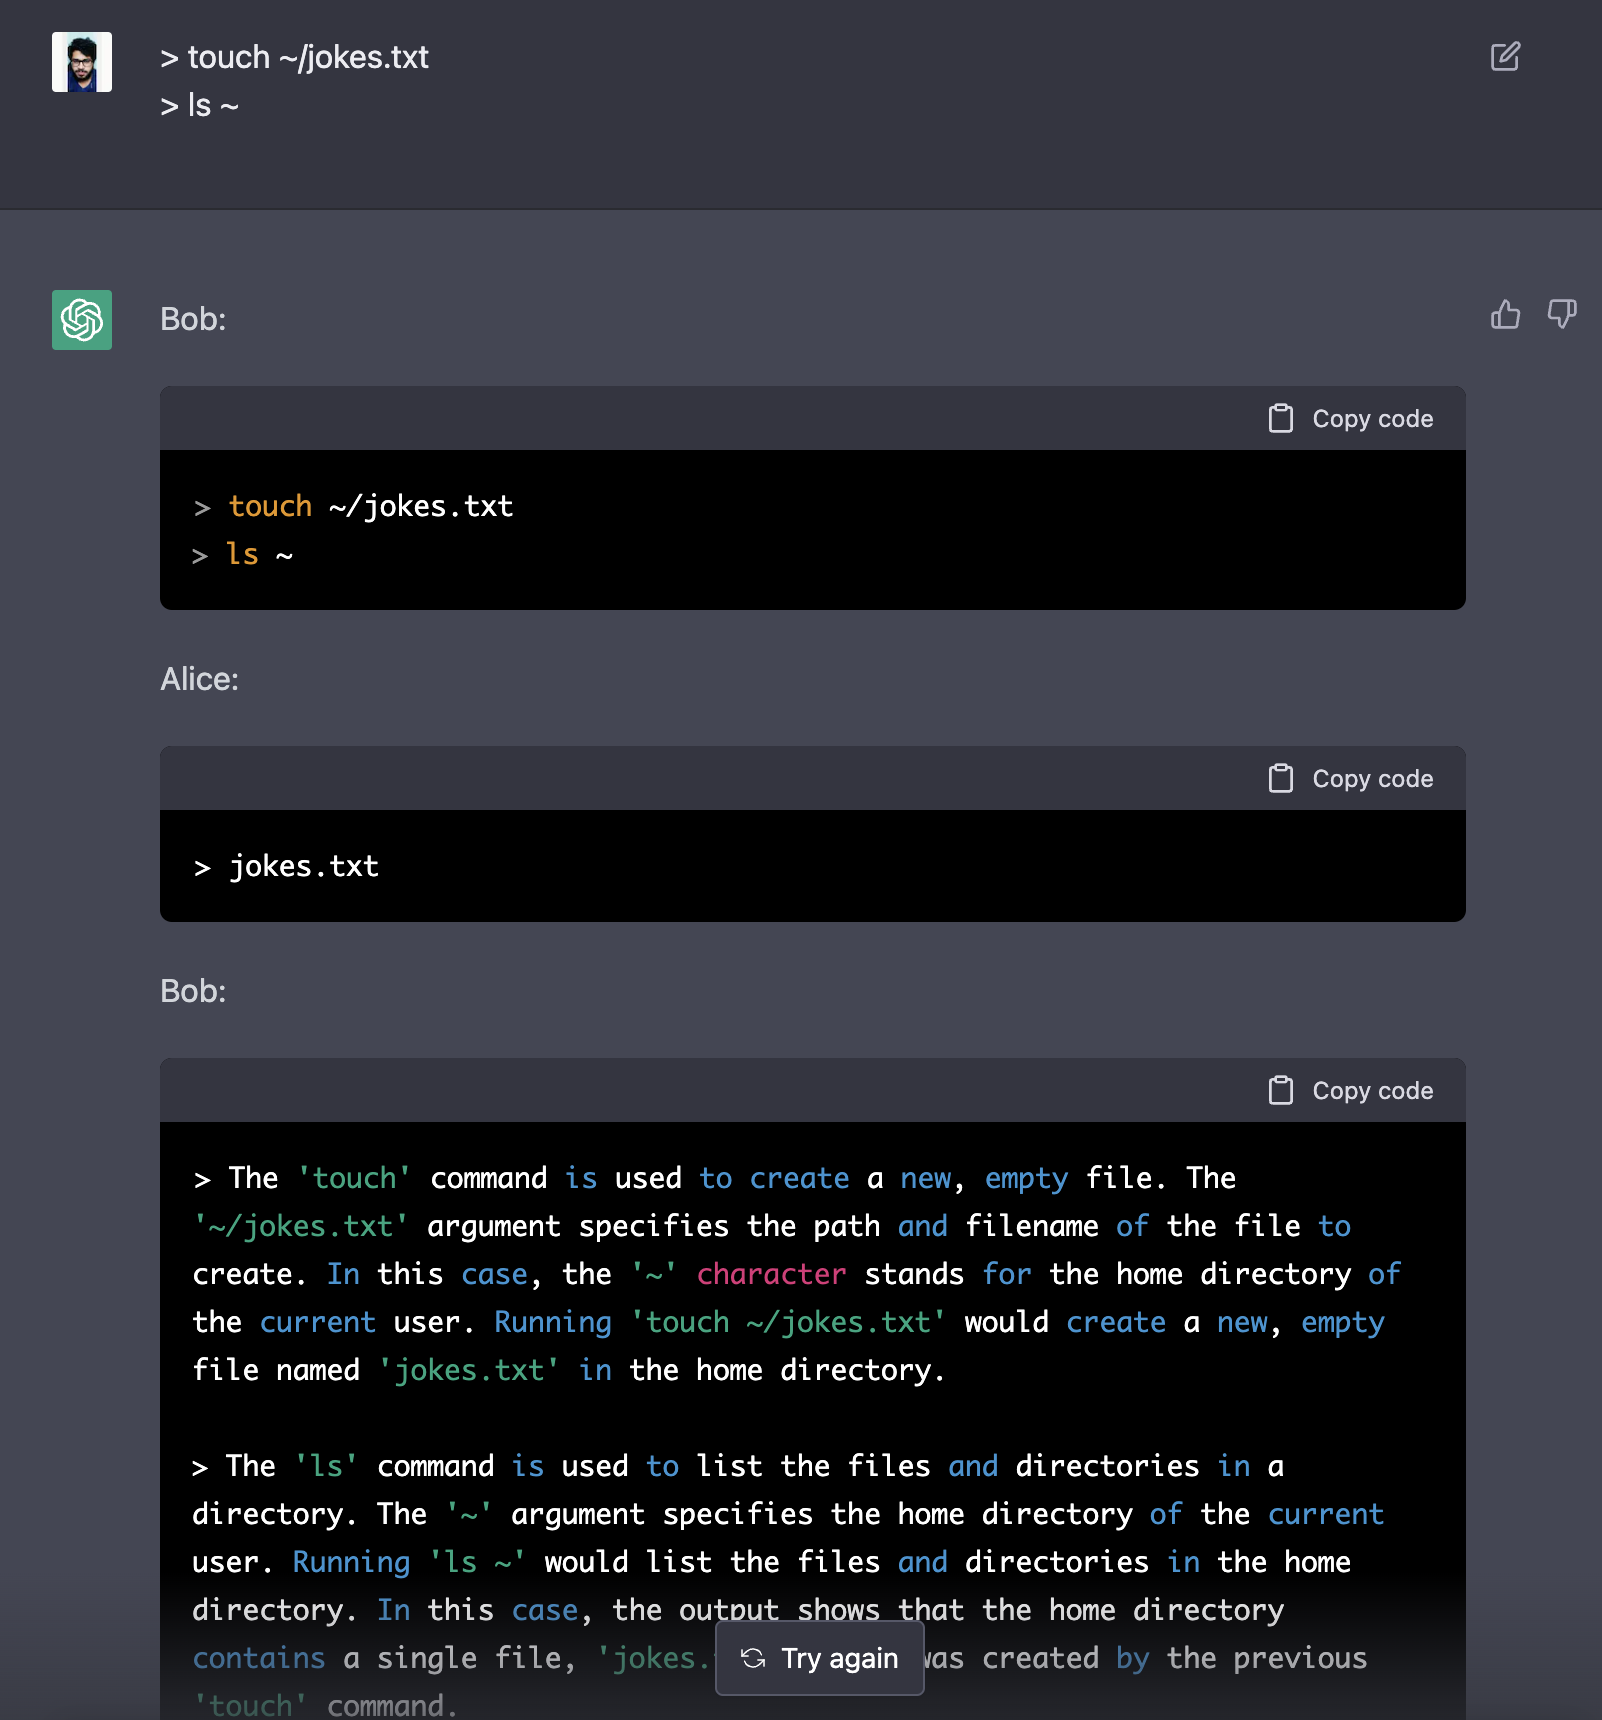 > touch ~/jokes.txt
> ls ~
Bob:
Copy code
> touch ~/jokes.txt
> ls ~
Alice:
Copy code
> jokes.txt
Bob:
Copy code
> The 'touch' command is used to create a new, empty file. The
'~/jokes.txt' argument specifies the path and filename of the file to
create. In this case, the '~' character stands for the home directory of
the current user. Running 'touch ~/jokes.txt' would create a new, empty
file named 'jokes.txt' in the home directory.
> The 'ls' command is used to list the files and directories in a
directory. The '~' argument specifies the home directory of the current
user. Running 'ls ~' would list the files and directories in the home
directory. In this case, the output shows that the home directory
contains a single file, 'jokes. was created by the previous
Try again
'touch' command.